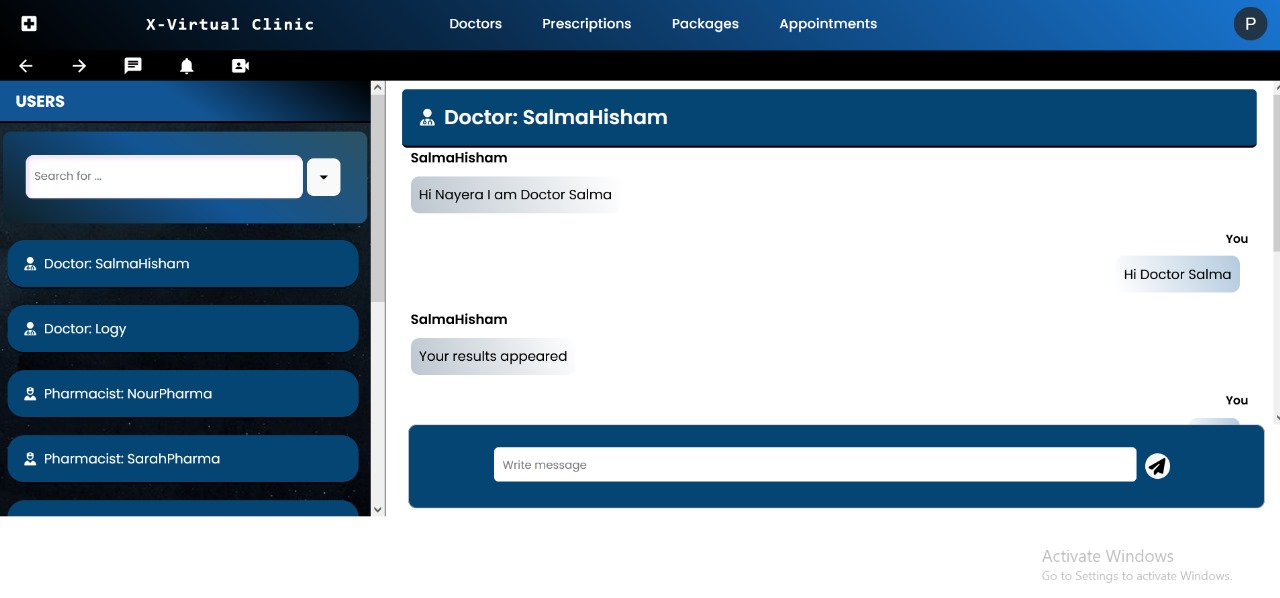 X-Virtual Clinic
Doctors
Prescriptions
Packages
Appointments
P
USERS
Search for ...
Doctor: SalmaHisham
Doctor: Logy
Pharmacist: NourPharma
Pharmacist: SarahPharma
Doctor: SalmaHisham
SalmaHisham
Hi Nayera I am Doctor Salma
You
Hi Doctor Salma
SalmaHisham
Your results appeared
You
Write message
Activate Windows
Go to Settings to activate Windows.